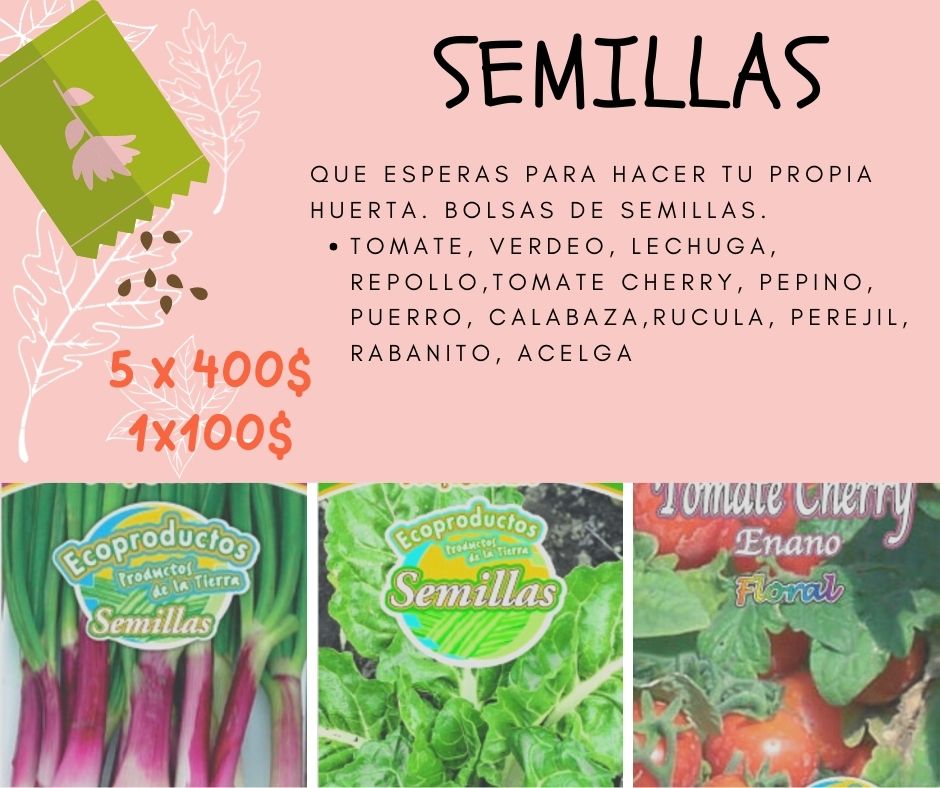 SEMILLAS
QUE ESPERAS PARA HACER TU PROPIA
HUERTA. BOLSAS DE SEMILLAS.
• TOMATE, VERDEO, LECHUGA,
REPOLLO,TOMATE CHERRY, PEPINO,
PUERRO, CALABAZA,RUCULA, PEREJIL,
RABANITO, ACELGA
5 x 400$
1x100$
Ecoproductos
Productos
de la Tierra
Semillas
Ecoproductos
Productos
de la Tierra
Semillas
Tomate Cherry
Enano
Floral